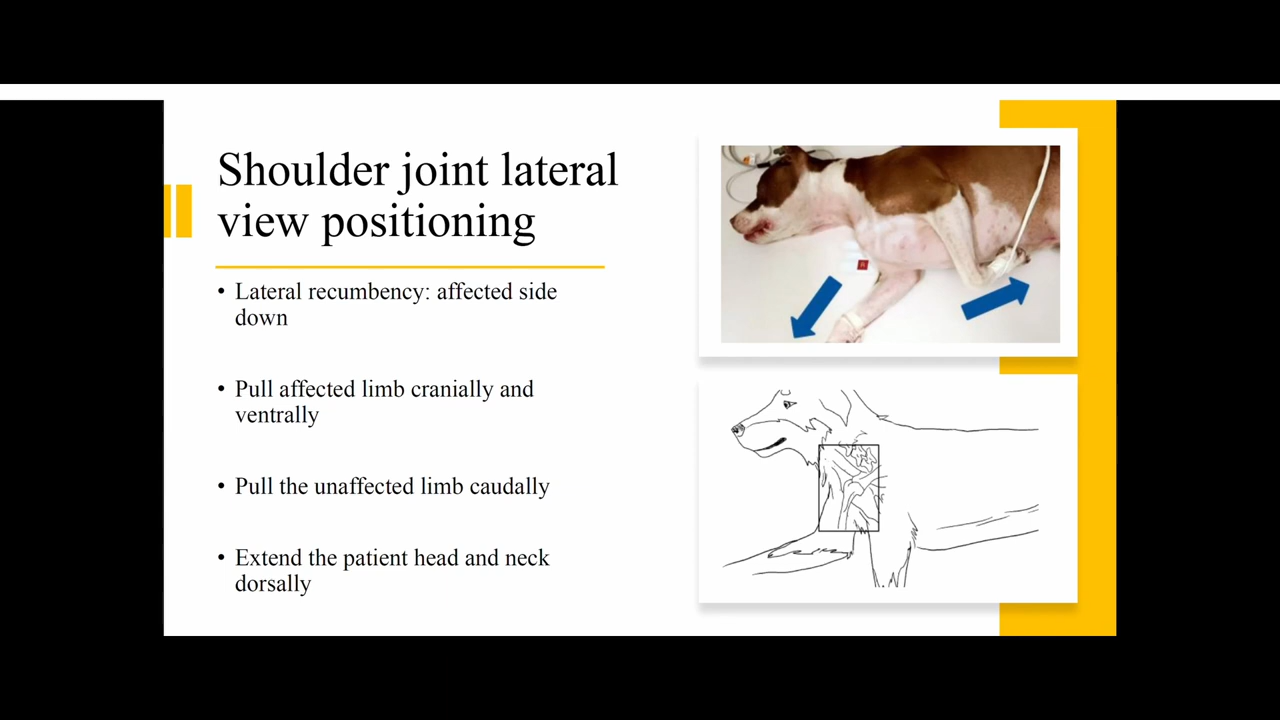 Shoulder joint lateral
view positioning
• Lateral recumbency: affected side
down
• Pull affected limb cranially and
ventrally
• Pull the unaffected limb caudally
• Extend the patient head and neck
dorsally